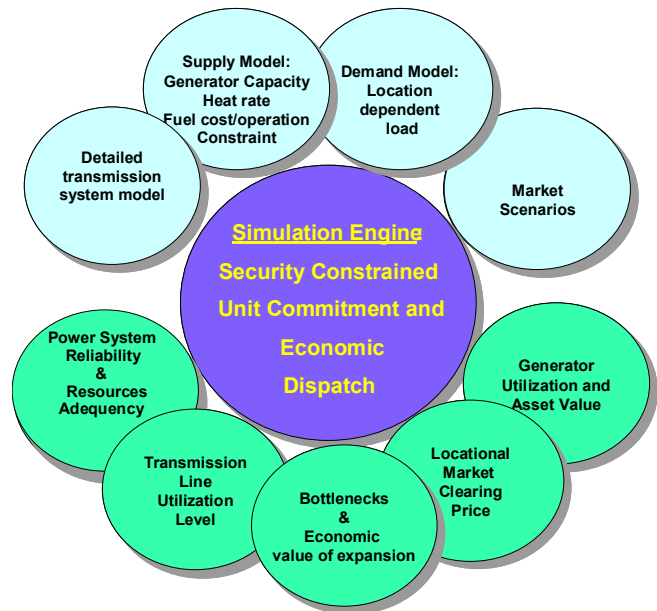 Supply Model:
Generator Capacity
Heat rate
Fuel cost/operation
Constraint
Demand Model:
Location
dependent
load
Detailed
transmission
system model
Market
Scenarios
Simulation Engine
Security Constrained
Unit Commitment and
Economic
Dispatch
Power System
Reliability
&
Resources
Adequency
Generator
Utilization and
Asset Value
Transmission
Line
Utilization
Level
Locational
Market
Clearing
Price
Bottlenecks
&
Economic
value of expansion